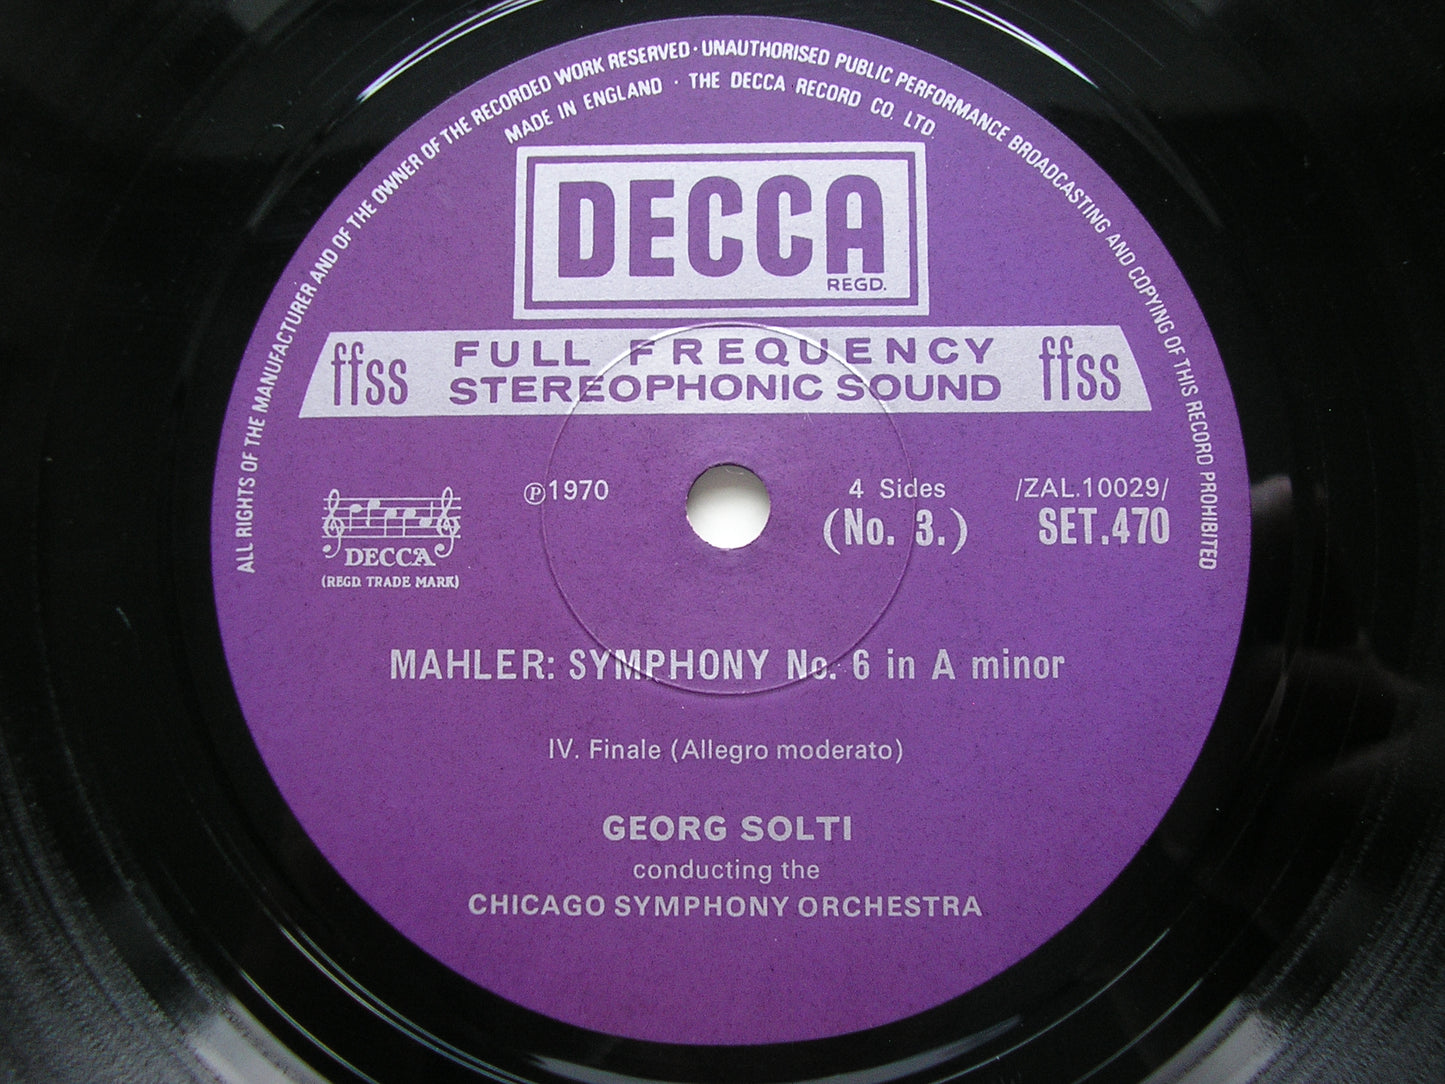 ALL RIGHTS OF THE MANUFACTURER AND OF THE OWNER OF THE RECORDED WORK RESERVED · UNAUTHORISED PUBLIC PERFORMANCE BROADCASTING AND COPYING OF THIS RECORD PROHIBITED
MADE IN ENGLAND · THE DECCA RECORD CO. LTD.
DECCA
REGD.
ffss FULL FREQUENCY ffss
STEREOPHONIC SOUND
℗1970 4 Sides /ZAL.10029/
(No. 3.) SET.470
DECCA
(REGD. TRADE MARK)
MAHLER: SYMPHONY No. 6 in A minor
IV. Finale (Allegro moderato)
GEORG SOLTI
conducting the
CHICAGO SYMPHONY ORCHESTRA